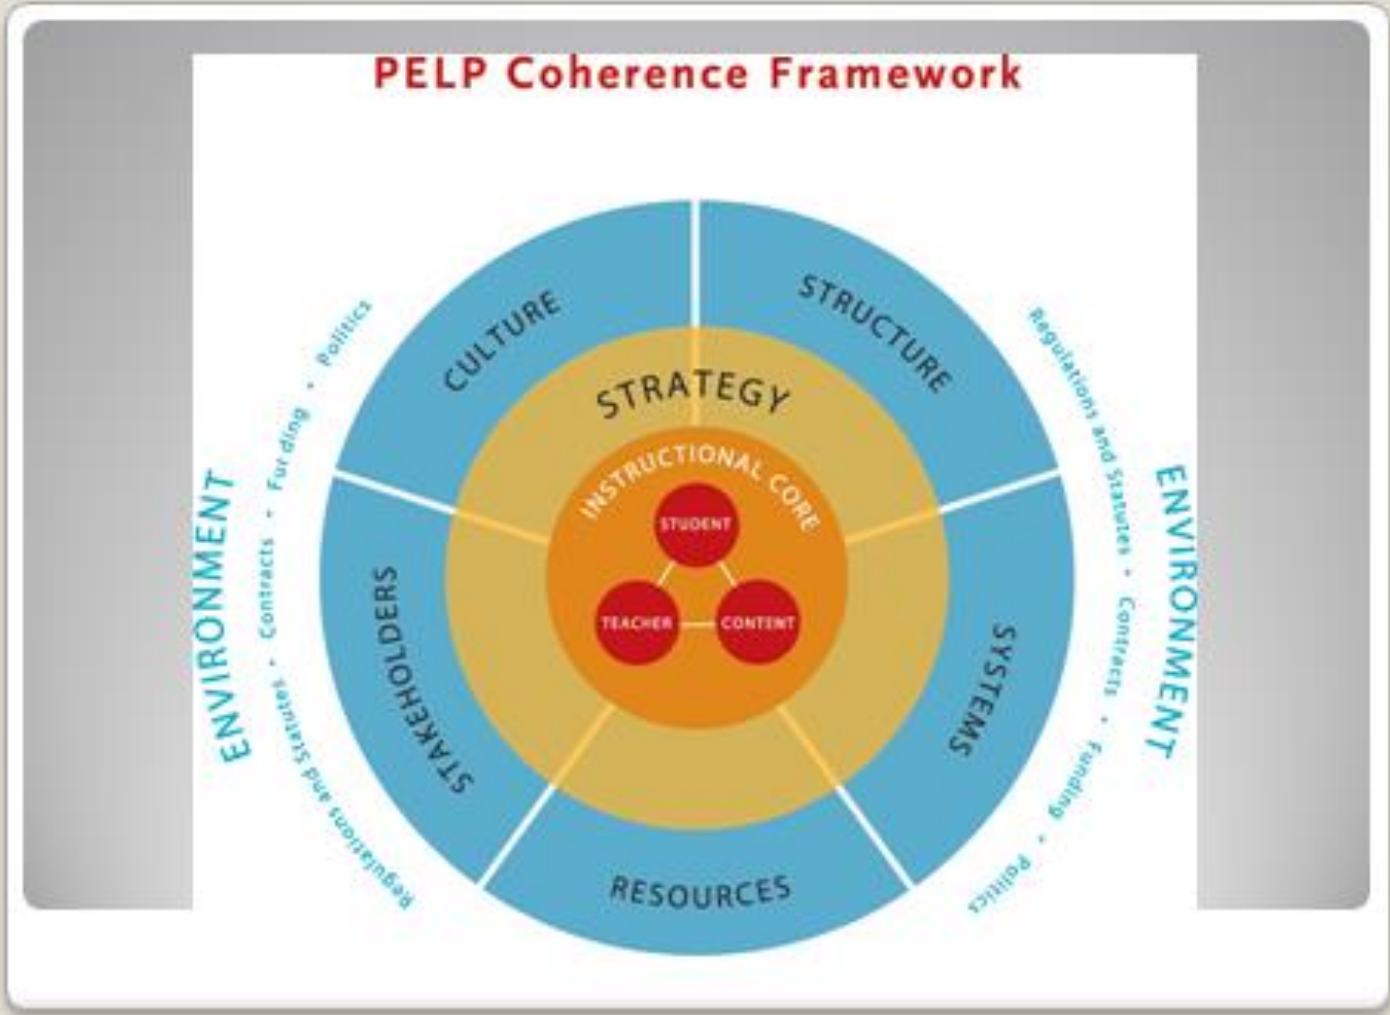 PELP Coherence Framework
CULTURE
STRUCTURE
STRATEGY
INSTRUCTIONAL CORE
STUDENT
TEACHER
CONTENT
STAKEHOLDERS
SYSTEMS
RESOURCES
ENVIRONMENT
Regulations and Statutes • Contracts • Funding • Politics
Regulations and Statutes • Contracts • Funding • Politics
ENVIRONMENT